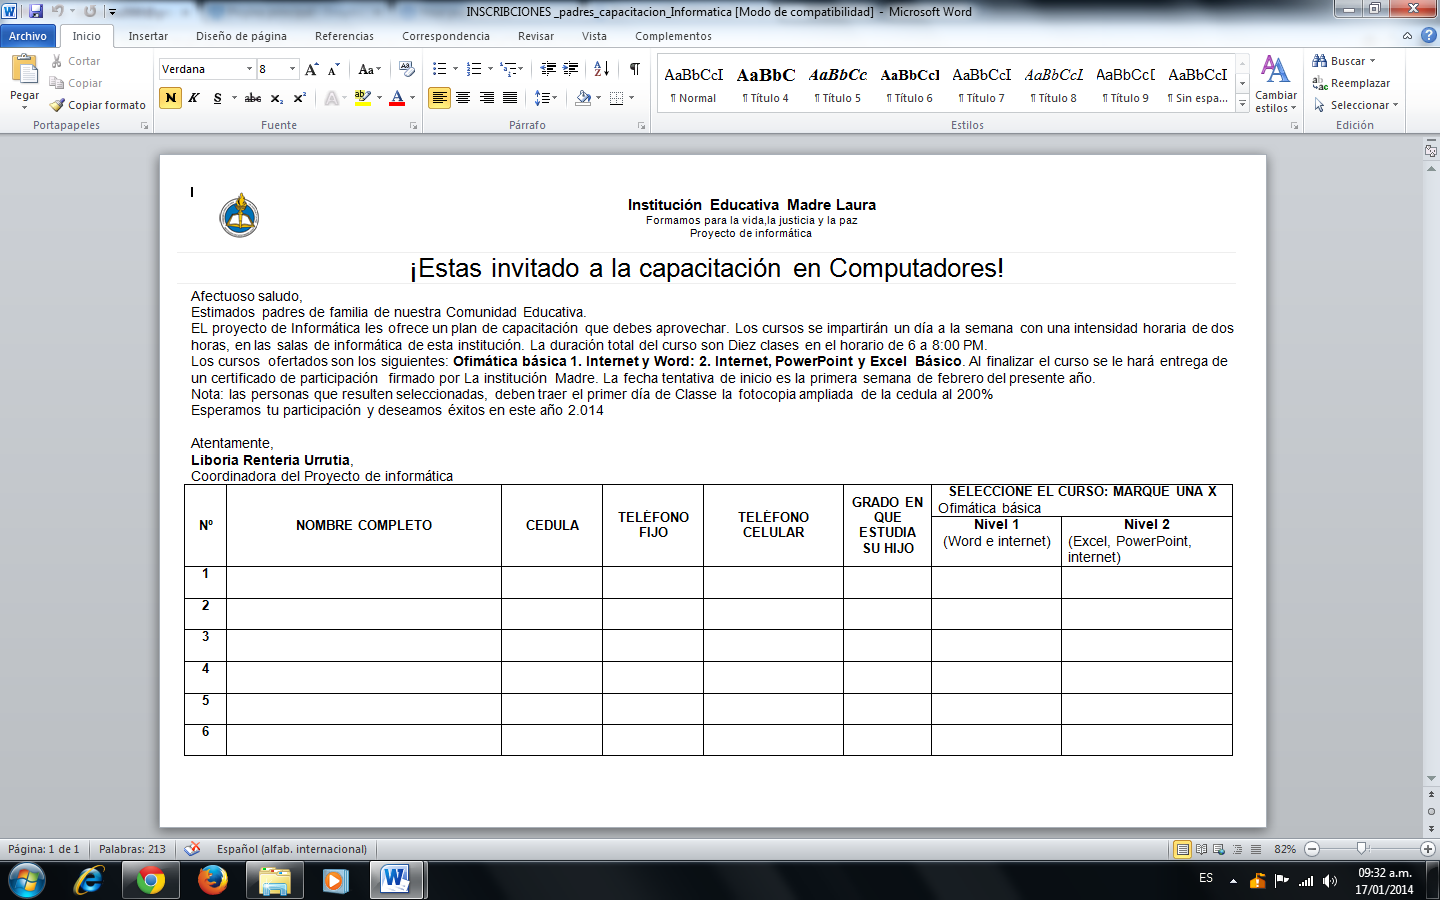 INSCRIBCIONES _padres_capacitacion_Informatica [Modo de compatibilidad] - Microsoft Word
Archivo Inicio Insertar Diseño de página Referencias Correspondencia Revisar Vista Complementos
Pegar
Cortar
Copiar
Copiar formato
Portapapeles
Verdana 8
Fuente
Párrafo
AaBbCcI AaBbC AaBbCc AaBbCcI AaBbCcI AaBbCcI AaBbCcI AaBbCcI
¶ Normal ¶ Título 4 ¶ Título 5 ¶ Título 6 ¶ Título 7 ¶ Título 8 ¶ Título 9 ¶ Sin espa...
Estilos
Cambiar estilos
Buscar
Reemplazar
Seleccionar
Edición
Institución Educativa Madre Laura
Formamos para la vida,la justicia y la paz
Proyecto de informática
¡Estas invitado a la capacitación en Computadores!
Afectuoso saludo,
Estimados padres de familia de nuestra Comunidad Educativa.
EL proyecto de Informática les ofrece un plan de capacitación que debes aprovechar. Los cursos se impartirán un día a la semana con una intensidad horaria de dos
horas, en las salas de informática de esta institución. La duración total del curso son Diez clases en el horario de 6 a 8:00 PM.
Los cursos ofertados son los siguientes: Ofimática básica 1. Internet y Word: 2. Internet, PowerPoint y Excel Básico. Al finalizar el curso se le hará entrega de
un certificado de participación firmado por La institución Madre. La fecha tentativa de inicio es la primera semana de febrero del presente año.
Nota: las personas que resulten seleccionadas, deben traer el primer día de Classe la fotocopia ampliada de la cedula al 200%
Esperamos tu participación y deseamos éxitos en este año 2.014
Atentamente,
Liboria Renteria Urrutia,
Coordinadora del Proyecto de informática
Nº
NOMBRE COMPLETO
CEDULA
TELÉFONO
FIJO
TELÉFONO
CELULAR
GRADO EN
QUE
ESTUDIA
SU HIJO
SELECCIONE EL CURSO: MARQUE UNA X
Ofimática básica
Nivel 1
(Word e internet)
Nivel 2
(Excel, PowerPoint,
internet)
1
2
3
4
5
6
Página: 1 de 1 Palabras: 213 Español (alfab. internacional) 82%
ES
09:32 a.m.
17/01/2014